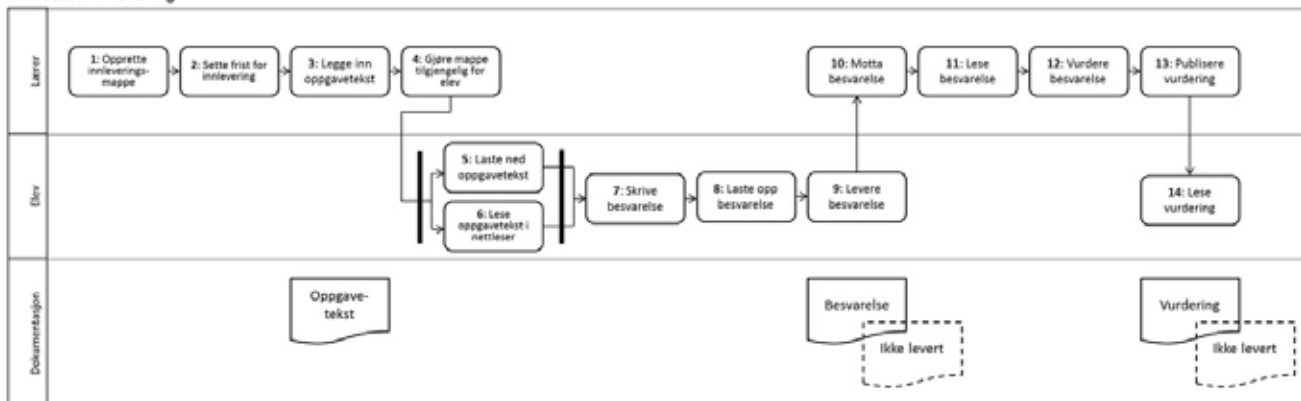 Lærer
1: Opprette
innleverings-
mappe
2: Sette frist for
innlevering
3: Legge inn
oppgavetekst
4: Gjøre mappe
tilgjengelig for
elev
10: Motta
besvarelse
11: Lese
besvarelse
12: Vurdere
besvarelse
13: Publisere
vurdering
Elev
5: Laste ned
oppgavetekst
6: Lese
oppgavetekst i
nettleser
7: Skrive
besvarelse
8: Laste opp
besvarelse
9: Levere
besvarelse
14: Lese
vurdering
Dokumentasjon
Oppgave-
tekst
Besvarelse
Ikke levert
Vurdering
Ikke levert